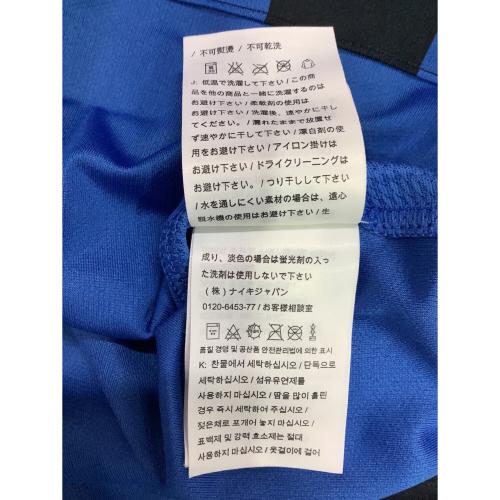 / 不可熨燙 / 不可乾洗
J: 低温で洗濯して下さい / この商
品を他の商品と一緒に洗濯するのは
お避け下さい / 柔軟剤の使用は
お避け下さい / 洗濯後、速やかに干し
てください。 / 濡れたままで放置せ
ず速やかに干して下さい / 漂白剤の使
用をお避け下さい / アイロン掛けは
お避け下さい / ドライクリーニングは
お避け下さい。 / つり干しして下さい
/ 水を通しにくい素材の場合は、遠心
脱水機の使用はお避け下さい / 生
成り、淡色の場合は蛍光剤の入っ
た洗剤は使用しないで下さい
(株) ナイキジャパン
0120-6453-77 / お客様相談室
품질 경영 및 공산품 안전관리법에 의한 표시
K: 찬물에서 세탁하십시오 / 단독으로
세탁하십시오 / 섬유유연제를
사용하지 마십시오 / 땀을 많이 흘린
경우 즉시 세탁하여 주십시오 /
젖은채로 포개어 놓지 마십시오 /
표백제 및 강력 효소제는 절대
사용하지 마십시오 / 옷걸이에 걸어